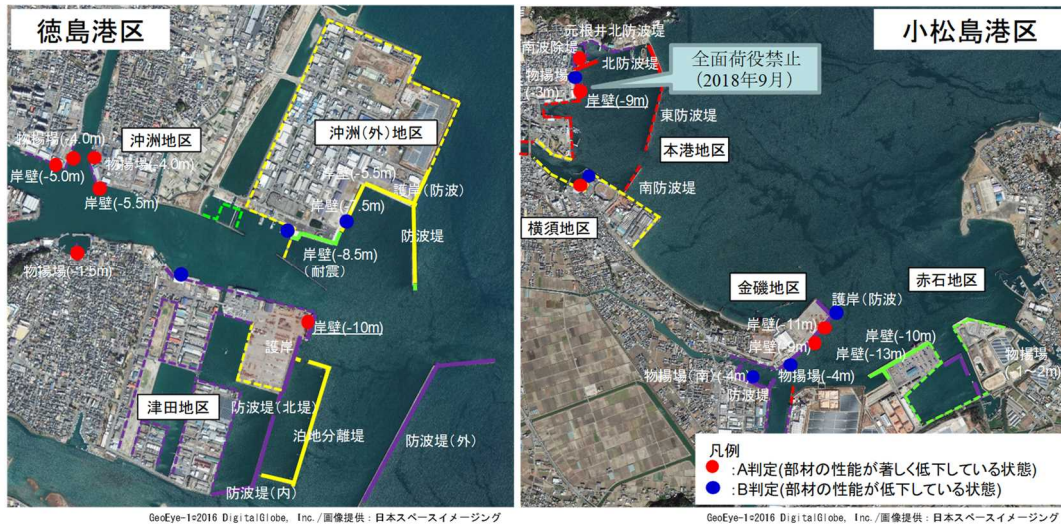 徳島港区
沖洲地区
物揚場(-4.0m)
物揚場(-4.0m)
岸壁(-5.0m)
岸壁(-5.5m)
物揚場(-1.5m)
沖洲(外)地区
岸壁(-5.5m)
護岸(防波)
岸壁(-7.5m)
防波堤
岸壁(-8.5m)
(耐震)
岸壁(-10m)
護岸
津田地区
防波堤(北堤)
泊地分離堤
防波堤(外)
防波堤(内)
GeoEye-1©2016 DigitalGlobe, Inc./画像提供:日本スペースイメージング
小松島港区
元根井北防波堤
南波除堤
北防波堤
全面荷役禁止
(2018年9月)
物揚場
(-3m)
岸壁(-9m)
東防波堤
本港地区
南防波堤
横須地区
金磯地区
護岸(防波)
赤石地区
岸壁(-11m)
岸壁(-9m)
岸壁(-10m)
岸壁(-13m)
物揚場(南)(-4m)
物揚場(-4m)
防波堤
物揚場
-1~2m)
凡例
:A判定(部材の性能が著しく低下している状態)
:B判定(部材の性能が低下している状態)
GeoEye-1©2016 DigitalGlobe, Inc./画像提供:日本スペースイメージング